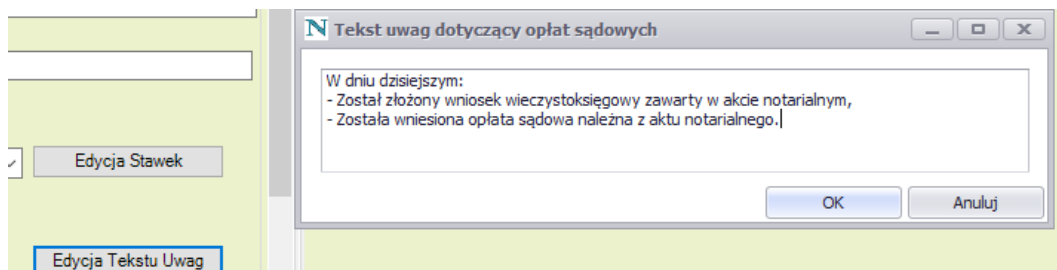 Tekst uwag dotyczący opłat sądowych
W dniu dzisiejszym:
- Został złożony wniosek wieczystoksięgowy zawarty w akcie notarialnym,
- Została wniesiona opłata sądowa należna z aktu notarialnego.
Edycja Stawek
OK
Anuluj
Edycja Tekstu Uwag